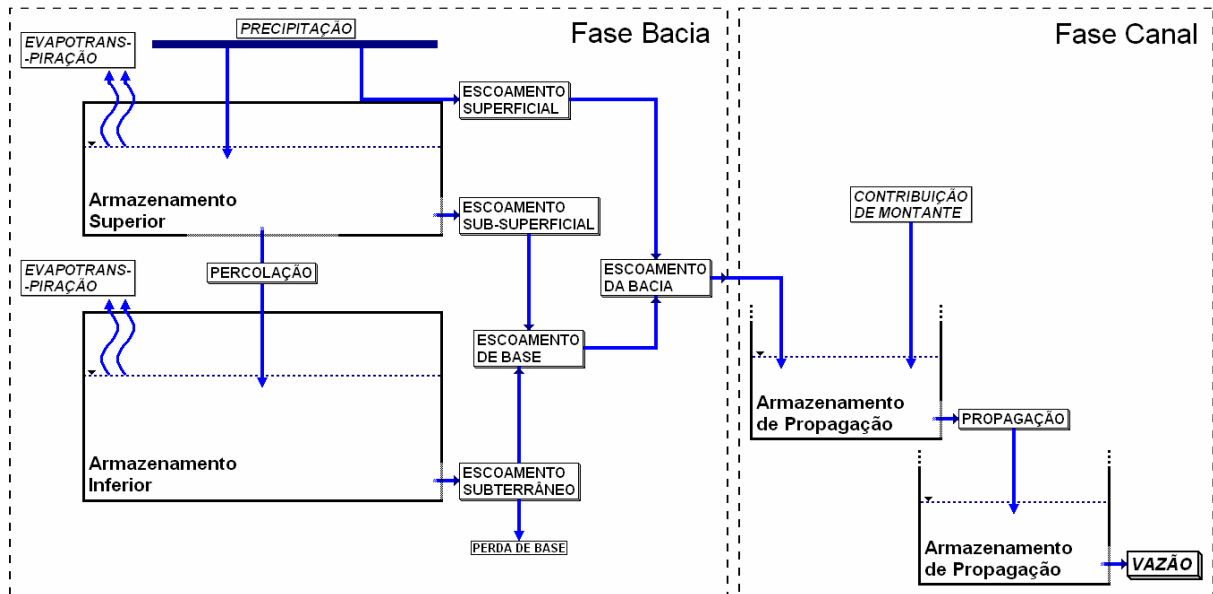 PRECIPITAÇÃO
Fase Bacia
Fase Canal
EVAPOTRANS-
-PIRAÇÃO
ESCOAMENTO
SUPERFICIAL
Armazenamento
Superior
ESCOAMENTO
SUB-SUPERFICIAL
CONTRIBUIÇÃO
DE MONTANTE
EVAPOTRANS-
-PIRAÇÃO
PERCOLAÇÃO
ESCOAMENTO
DA BACIA
ESCOAMENTO
DE BASE
Armazenamento
de Propagação
PROPAGAÇÃO
Armazenamento
Inferior
ESCOAMENTO
SUBTERRÂNEO
PERDA DE BASE
Armazenamento
de Propagação
VAZÃO